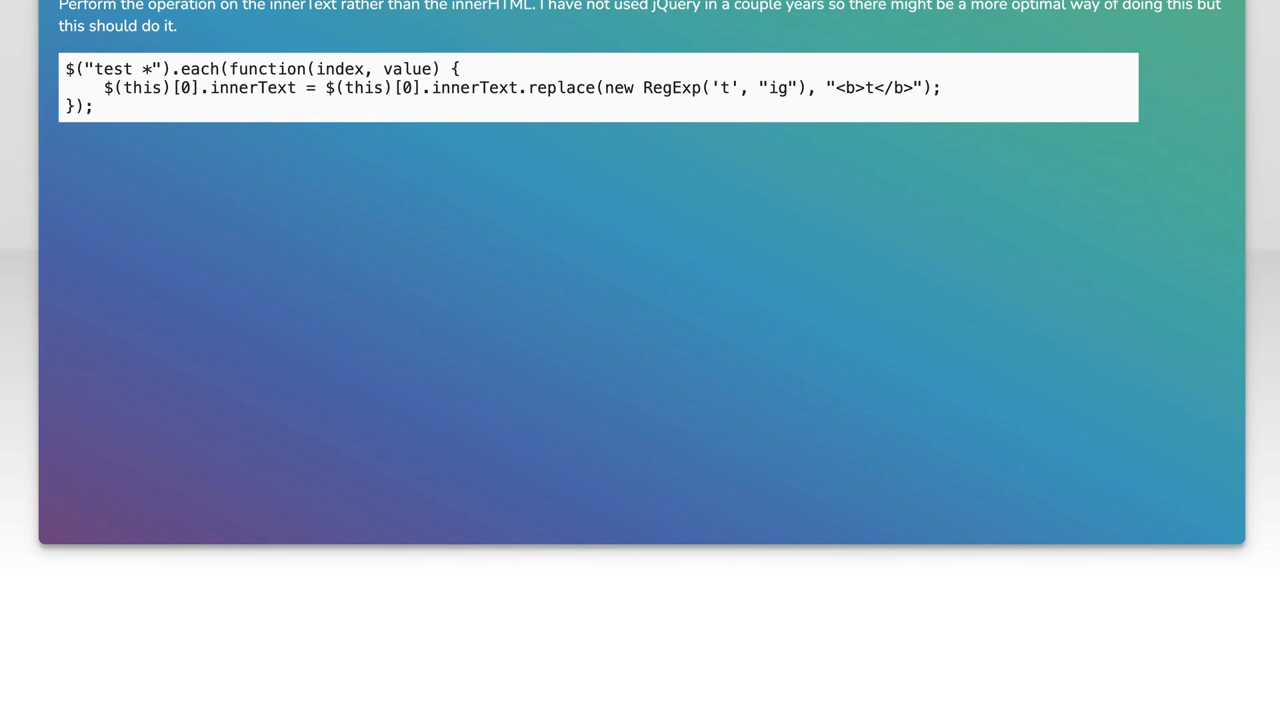 Perform the operation on the innerText rather than the innerHTML. I have not used jQuery in a couple years so there might be a more optimal way of doing this but
this should do it.
$("test *").each(function(index, value) {
    $(this)[0].innerText = $(this)[0].innerText.replace(new RegExp('t', "ig"), "<b>t</b>");
});